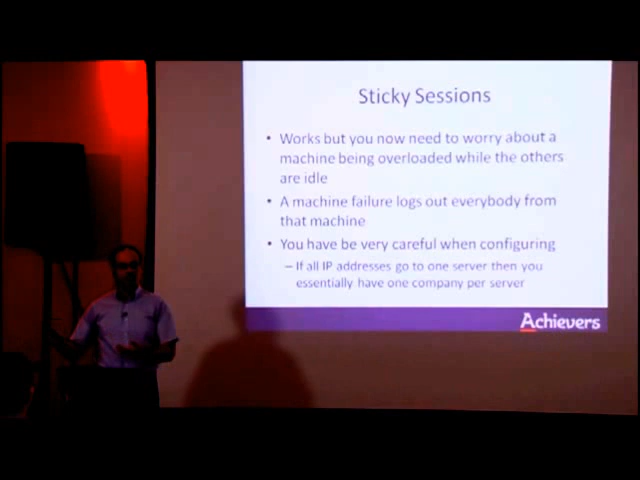 Sticky Sessions
• Works but you now need to worry about a
machine being overloaded while the others
are idle
• A machine failure logs out everybody from
that machine
• You have be very careful when configuring
– If all IP addresses go to one server then you
essentially have one company per server
Achievers